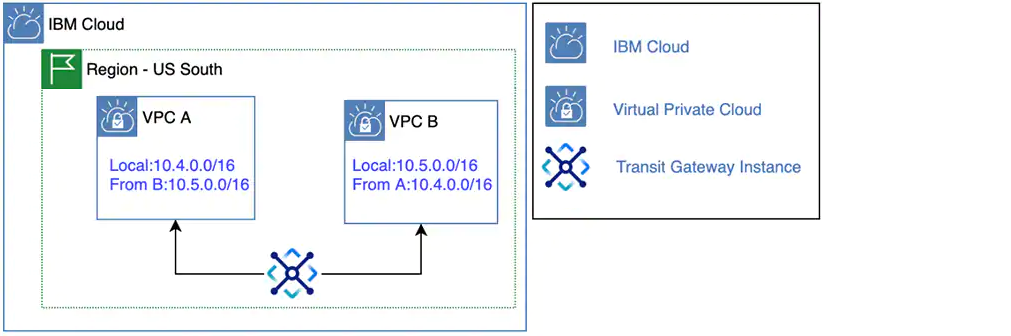 IBM Cloud
Region - US South
VPC A
Local:10.4.0.0/16
From B:10.5.0.0/16
VPC B
Local:10.5.0.0/16
From A:10.4.0.0/16
IBM Cloud
Virtual Private Cloud
Transit Gateway Instance